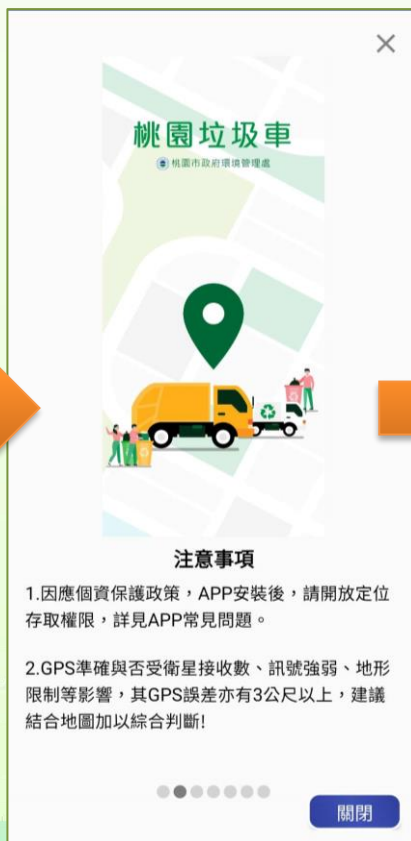 桃園垃圾車
桃園市政府環境管理處
注意事項
1.因應個資保護政策，APP安裝後，請開放定位
存取權限，詳見APP常見問題。
2.GPS準確與否受衛星接收數、訊號強弱、地形
限制等影響，其GPS誤差亦有3公尺以上，建議
結合地圖加以綜合判斷!
關閉